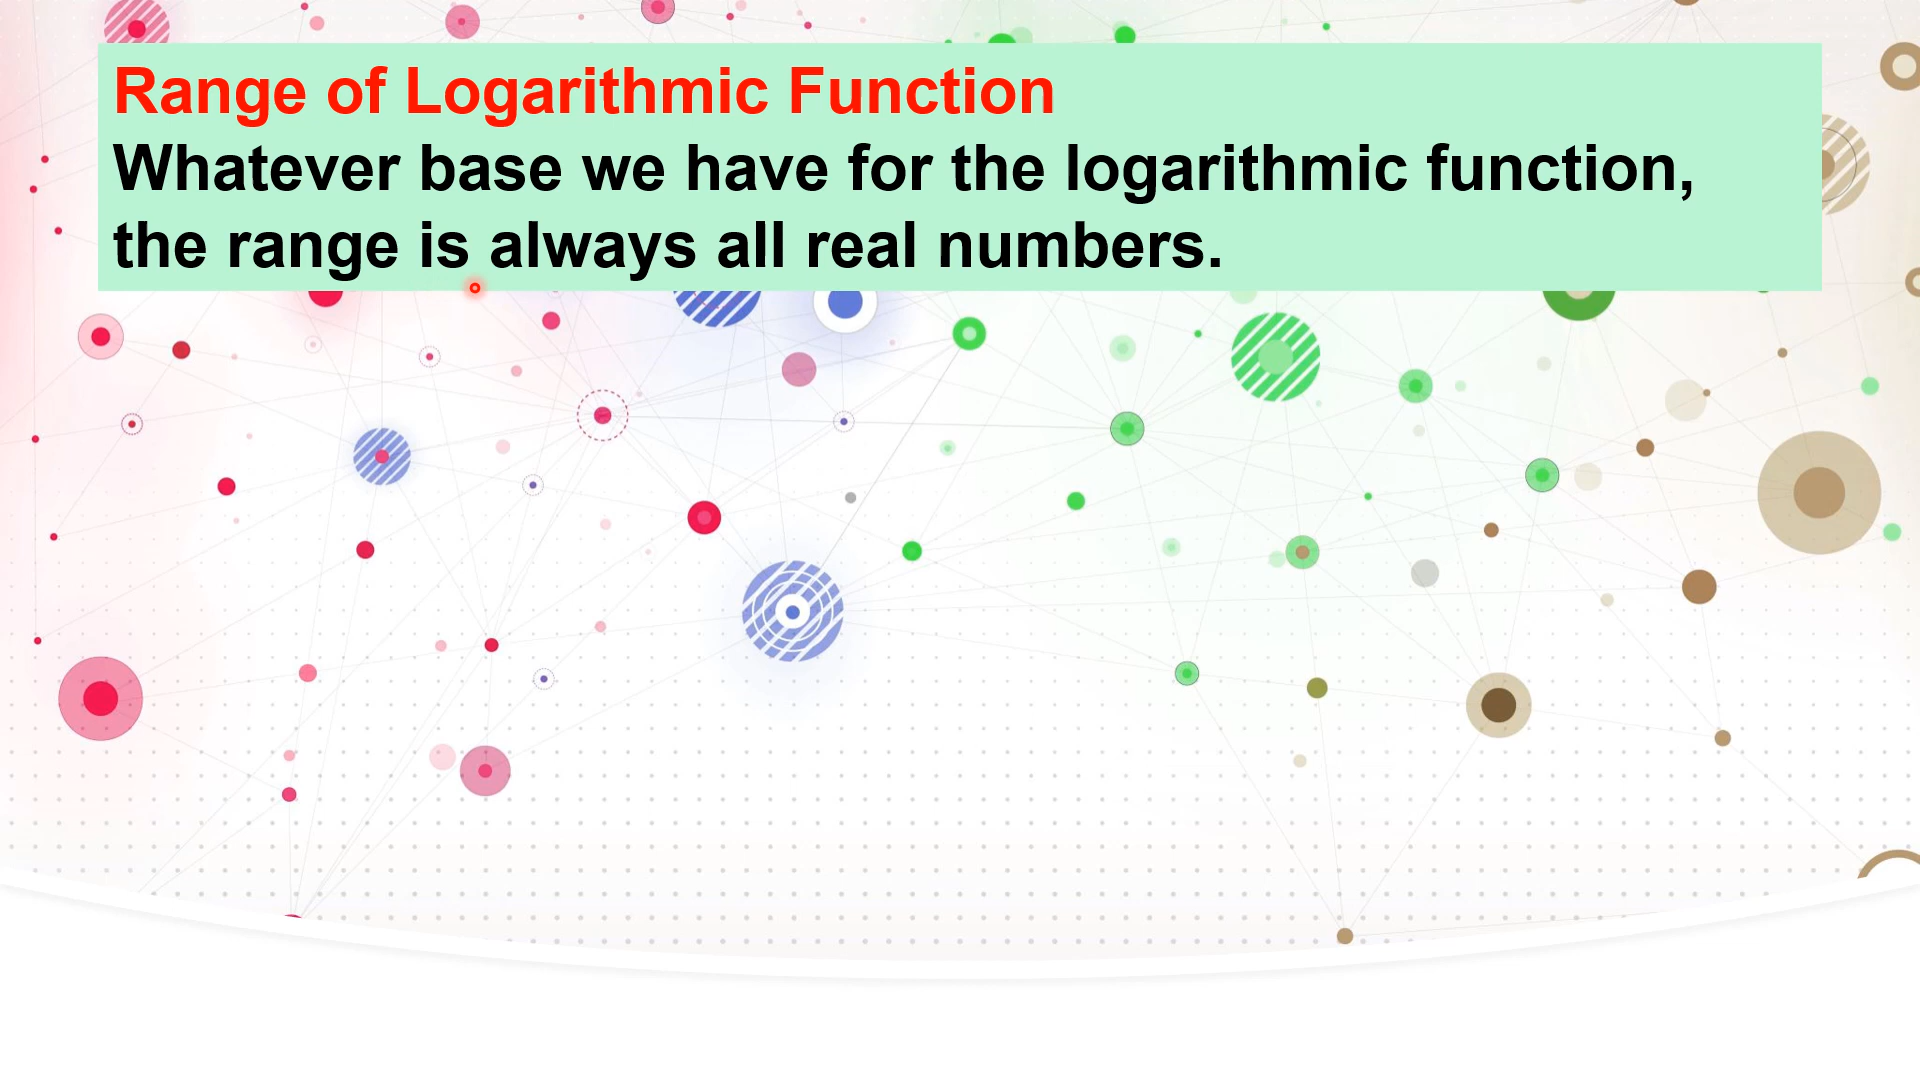 Range of Logarithmic Function
Whatever base we have for the logarithmic function,
the range is always all real numbers.